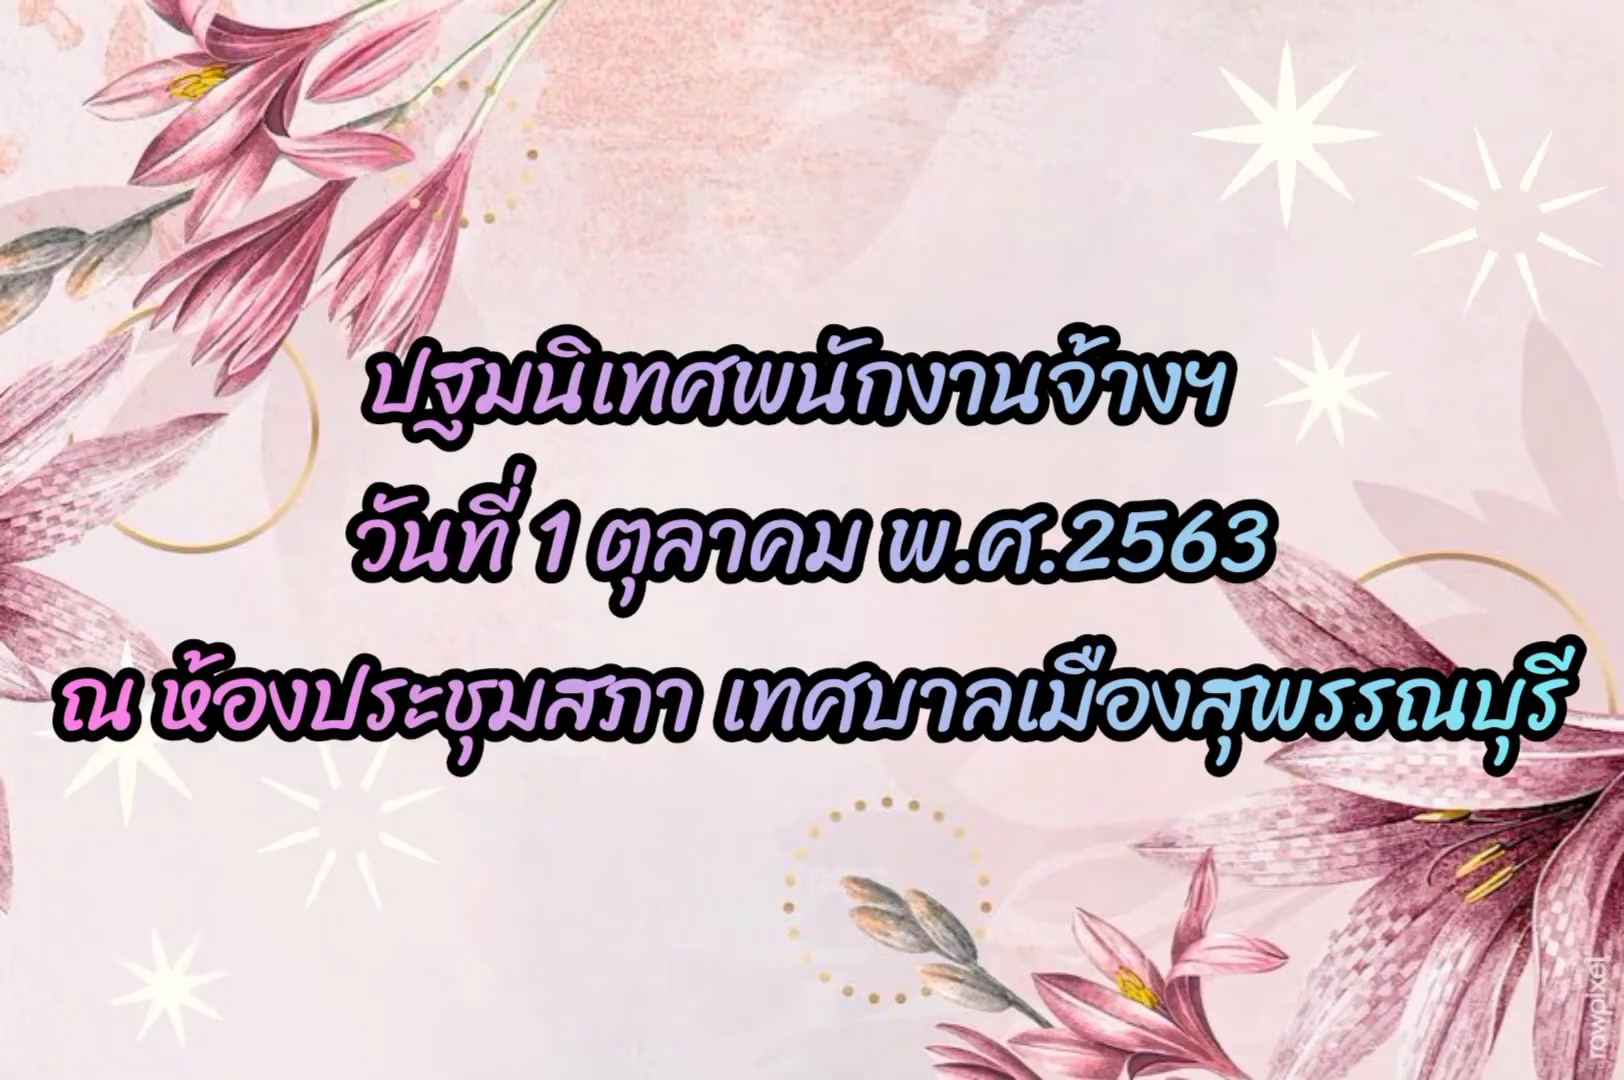 ปฐมนิเทศพนักงานจ้างฯ
วันที่ 1 ตุลาคม พ.ศ.2563
ณ ห้องประชุมสภา เทศบาลเมืองสุพรรณบุรี
rawpixel